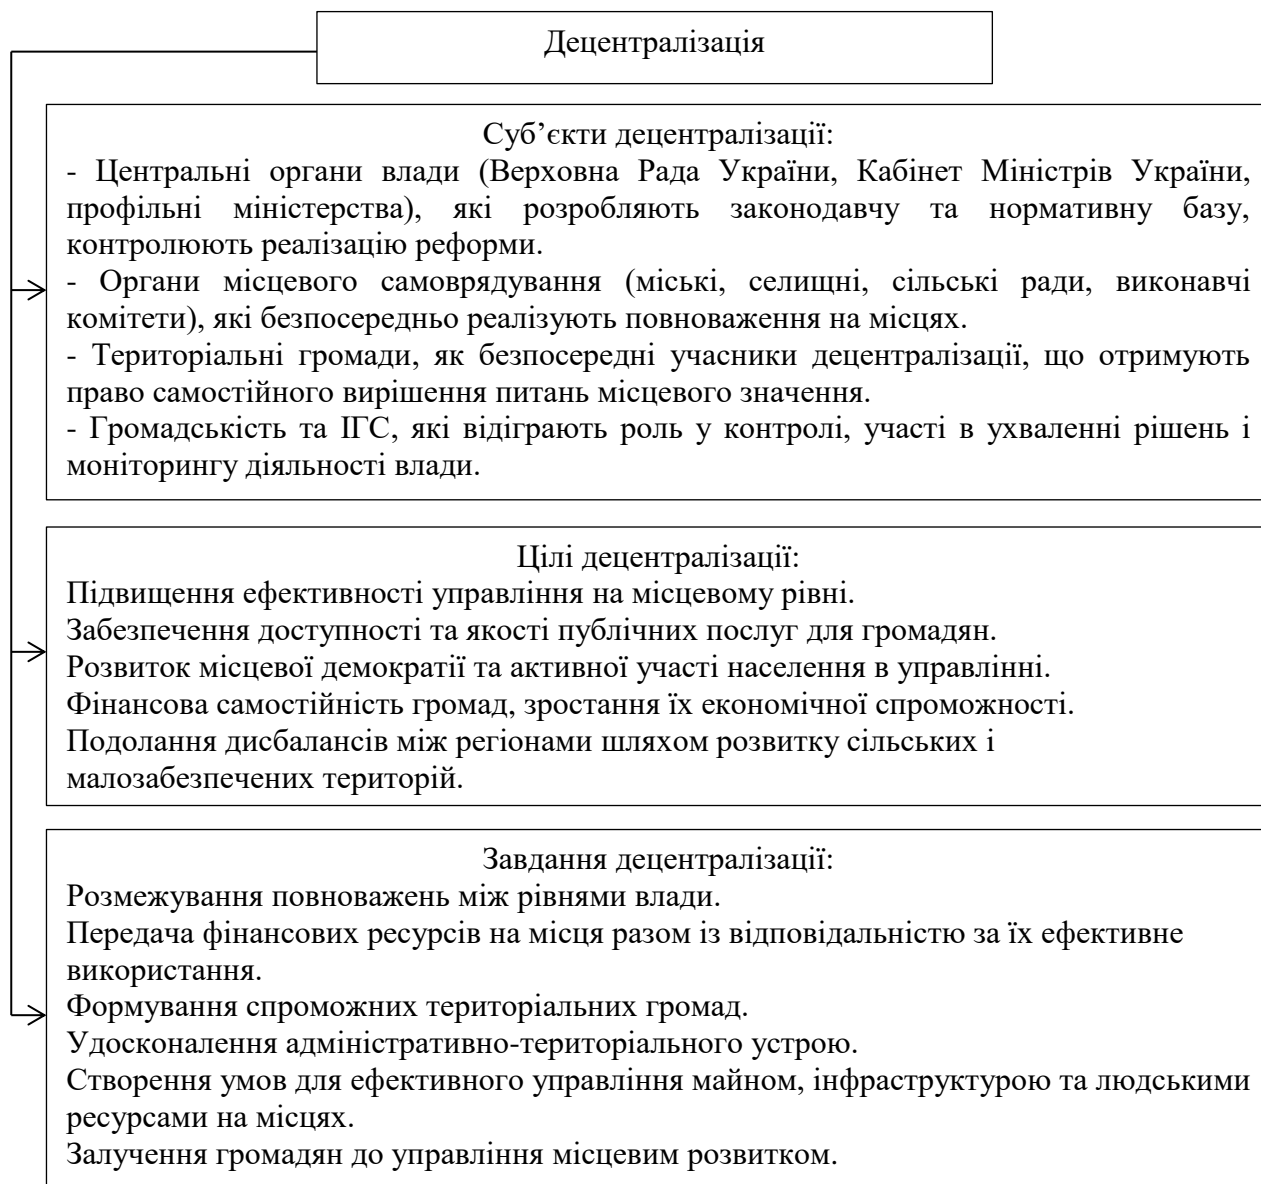 Децентралізація
Суб’єкти децентралізації:
- Центральні органи влади (Верховна Рада України, Кабінет Міністрів України,
профільні міністерства), які розробляють законодавчу та нормативну базу,
контролюють реалізацію реформи.
- Органи місцевого самоврядування (міські, селищні, сільські ради, виконавчі
комітети), які безпосередньо реалізують повноваження на місцях.
- Територіальні громади, як безпосередні учасники децентралізації, що отримують
право самостійного вирішення питань місцевого значення.
- Громадськість та ІГС, які відіграють роль у контролі, участі в ухваленні рішень і
моніторингу діяльності влади.
Цілі децентралізації:
Підвищення ефективності управління на місцевому рівні.
Забезпечення доступності та якості публічних послуг для громадян.
Розвиток місцевої демократії та активної участі населення в управлінні.
Фінансова самостійність громад, зростання їх економічної спроможності.
Подолання дисбалансів між регіонами шляхом розвитку сільських і
малозабезпечених територій.
Завдання децентралізації:
Розмежування повноважень між рівнями влади.
Передача фінансових ресурсів на місця разом із відповідальністю за їх ефективне
використання.
Формування спроможних територіальних громад.
Удосконалення адміністративно-територіального устрою.
Створення умов для ефективного управління майном, інфраструктурою та людськими
ресурсами на місцях.
Залучення громадян до управління місцевим розвитком.